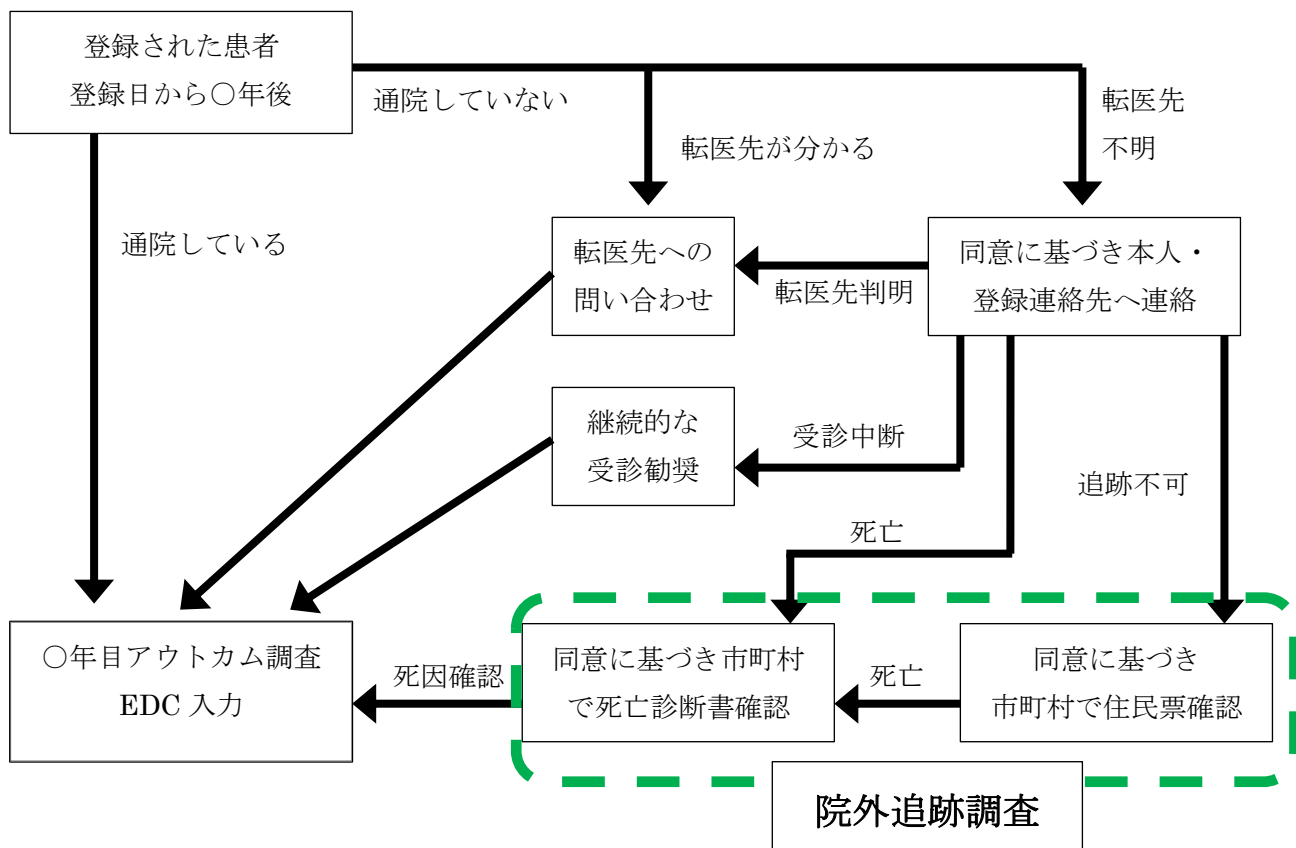 登録された患者
登録日から〇年後
通院していない
転医先
不明
転医先が分かる
通院している
転医先への
問い合わせ
転医先判明
同意に基づき本人・
登録連絡先へ連絡
継続的な
受診勧奨
受診中断
追跡不可
死亡
〇年目アウトカム調査
EDC 入力
死因確認
同意に基づき市町村
で死亡診断書確認
死亡
同意に基づき
市町村で住民票確認
院外追跡調査